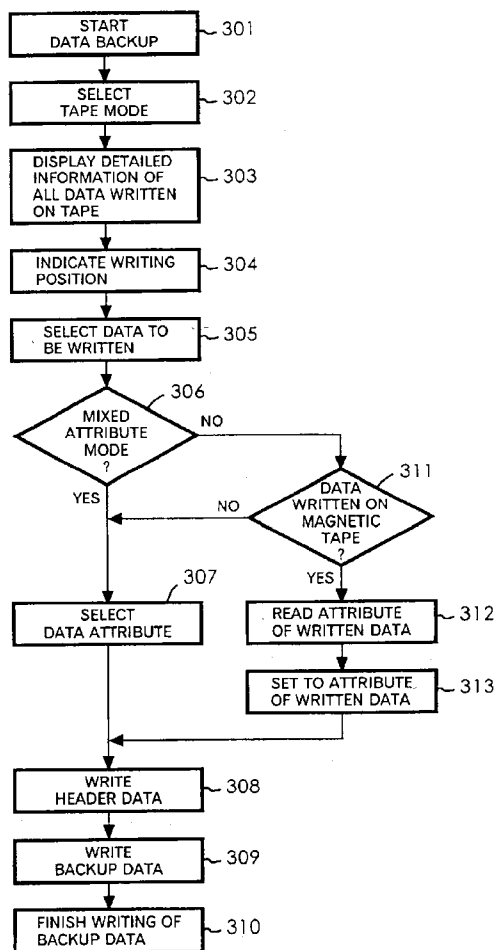 START
DATA BACKUP
301
SELECT
TAPE MODE
302
DISPLAY DETAILED
INFORMATION OF
ALL DATA WRITTEN
ON TAPE
303
INDICATE WRITING
POSITION
304
SELECT DATA TO
BE WRITTEN
305
306
MIXED
ATTRIBUTE
MODE
?
NO
YES
311
DATA
WRITTEN ON
MAGNETIC
TAPE
?
NO
YES
307
SELECT
DATA ATTRIBUTE
READ ATTRIBUTE
OF WRITTEN DATA
312
SET TO ATTRIBUTE
OF WRITTEN DATA
313
WRITE
HEADER DATA
308
WRITE
BACKUP DATA
309
FINISH WRITING OF
BACKUP DATA
310